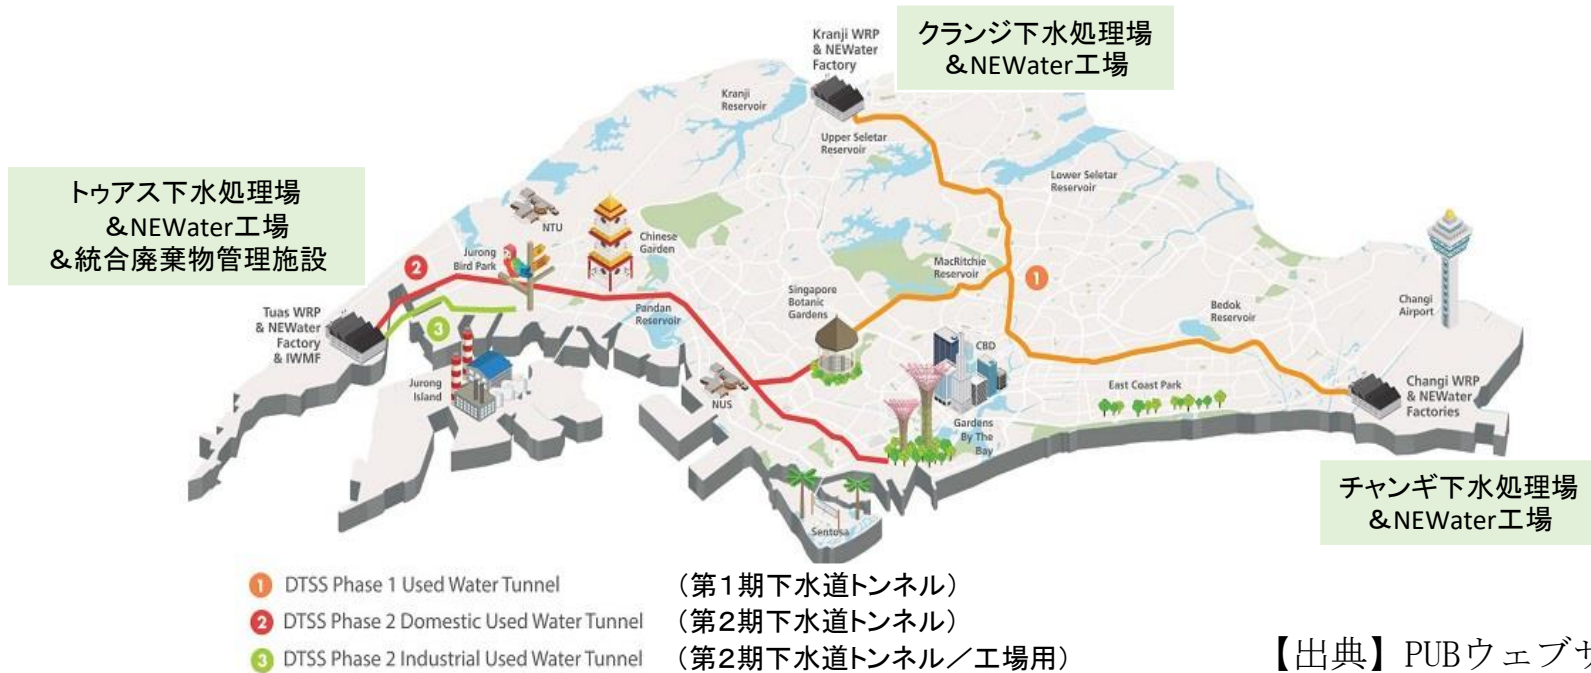 Kranji WRP
& NEWater
Factory
クランジ下水処理場
＆NEWater工場
Kranji
Reservoir
Upper Seletar
Reservoir
Lower Seletar
Reservoir
トゥアス下水処理場
＆NEWater工場
＆統合廃棄物管理施設
NTU
Chinese
Garden
Jurong
Bird Park
2
MacRitchie
Reservoir
1
Singapore
Botanic
Gardens
Tuas WRP
& NEWater
Factory
& IWMF
3
Pandan
Reservoir
Bedok
Reservoir
Changi
Airport
Jurong
Island
NUS
CBD
East Coast Park
Changi WRP
& NEWater
Factories
Gardens
By The
Bay
チャンギ下水処理場
＆NEWater工場
Sentosa
1 DTSS Phase 1 Used Water Tunnel （第１期下水道トンネル）
2 DTSS Phase 2 Domestic Used Water Tunnel （第２期下水道トンネル）
3 DTSS Phase 2 Industrial Used Water Tunnel （第２期下水道トンネル／工場用）
【出典】PUBウェブサ